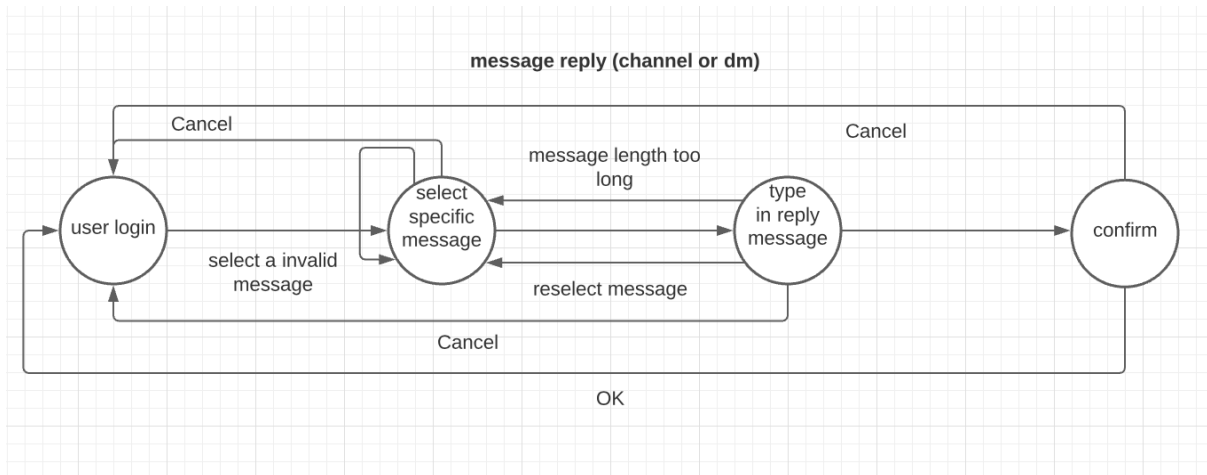 message reply (channel or dm)
Cancel
Cancel
message length too
long
select
specific
message
type
in reply
message
user login
confirm
select a invalid
message
reselect message
Cancel
OK